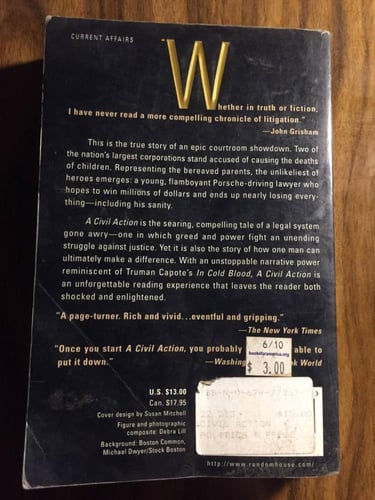 CURRENT AFFAIRS
"Whether in truth or fiction,
I have never read a more compelling chronicle of litigation."
—John Grisham
This is the true story of an epic courtroom showdown. Two of
the nation's largest corporations stand accused of causing the deaths
of children. Representing the bereaved parents, the unlikeliest of
heroes emerges: a young, flamboyant Porsche-driving lawyer who
hopes to win millions of dollars and ends up nearly losing every-
thing—including his sanity.
A Civil Action is the searing, compelling tale of a legal system
gone awry—one in which greed and power fight an unending
struggle against justice. Yet it is also the story of how one man can
ultimately make a difference. With an unstoppable narrative power
reminiscent of Truman Capote's In Cold Blood, A Civil Action is
an unforgettable reading experience that leaves the reader both
shocked and enlightened.
"A page-turner. Rich and vivid...eventful and gripping."
—The New York Times
"Once you start A Civil Action, you probably able to
put it down."
—Washing k World
6/10
$ 3.00
U.S. $13.00
Can. $17.95
Cover design by Susan Mitchell
Figure and photographic
composite: Debra Lill
Background: Boston Common,
Michael Dwyer/Stock Boston
CIVIL ACTION
http://www.randomhouse.com/